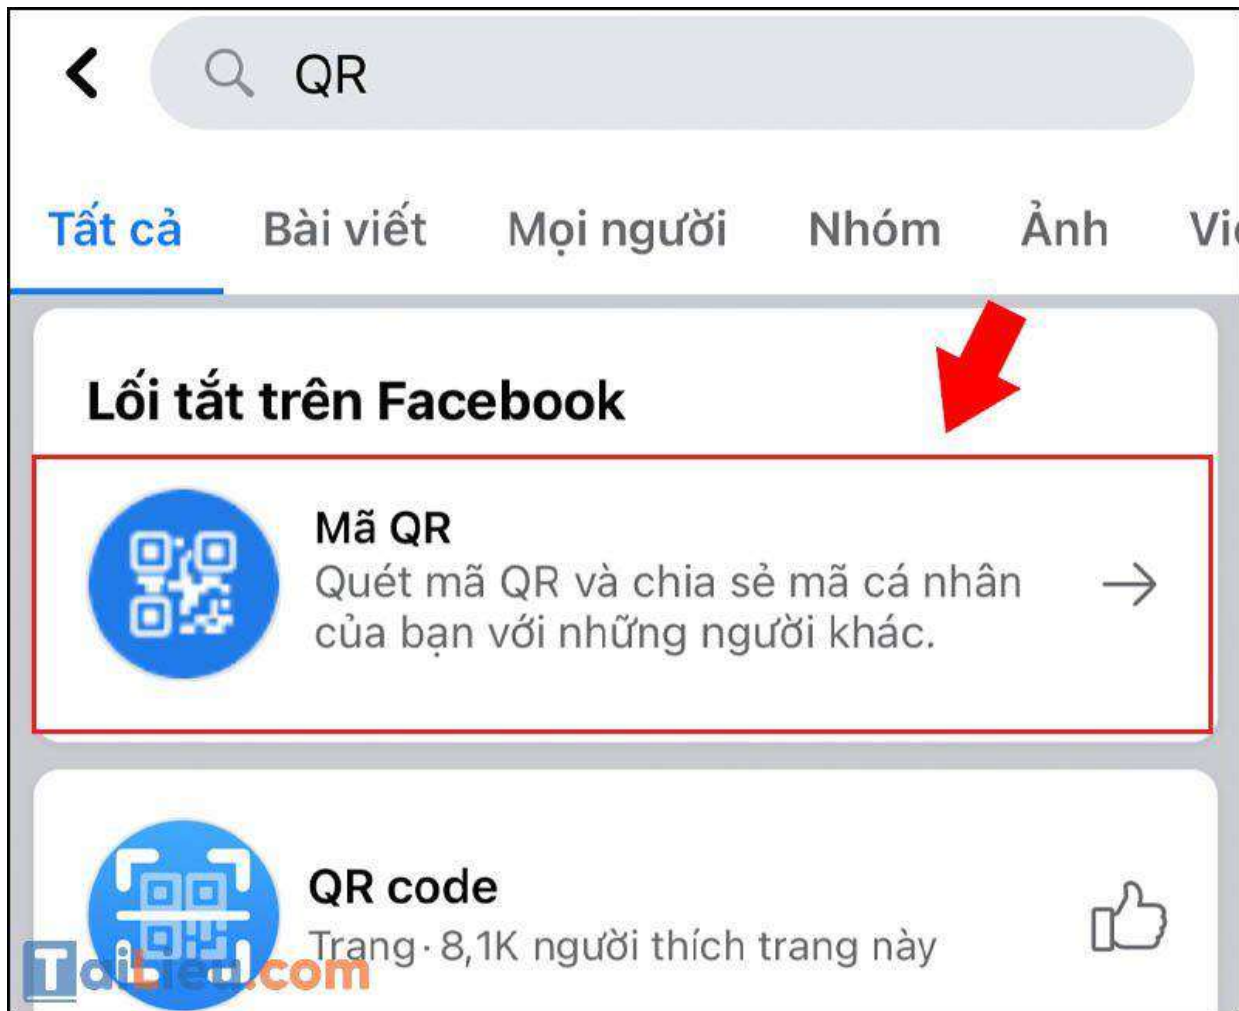 QR
Tất cả Bài viết Mọi người Nhóm Ảnh
Lối tắt trên Facebook
Mã QR
Quét mã QR và chia sẻ mã cá nhân
của bạn với những người khác.
QR code
Trang · 8,1K người thích trang này
TaiLieu.com